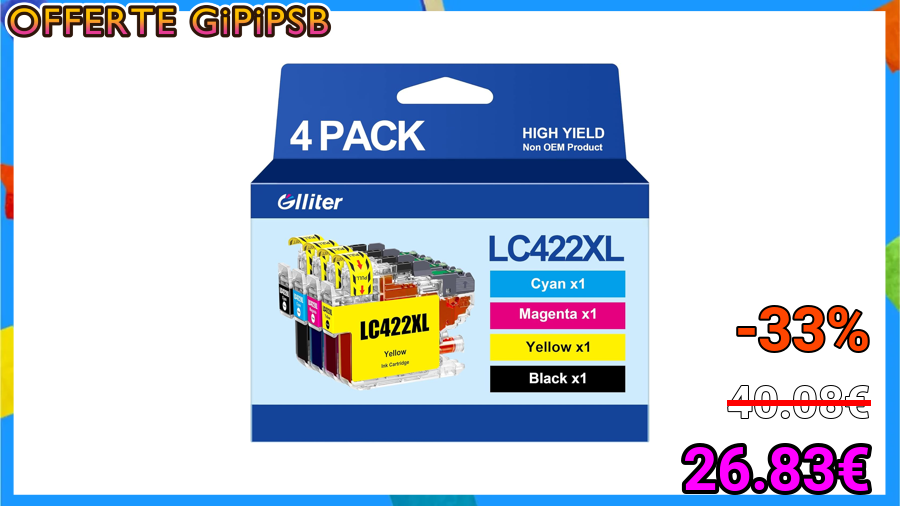 OFFERTE GiPiPSB
4 PACK
HIGH YIELD
Non OEM Product
Glliter
LC422XL
Cyan x1
Magenta x1
Yellow x1
Black x1
LC422XL
Yellow
Ink Cartridge
-33%
40.08€
26.83€